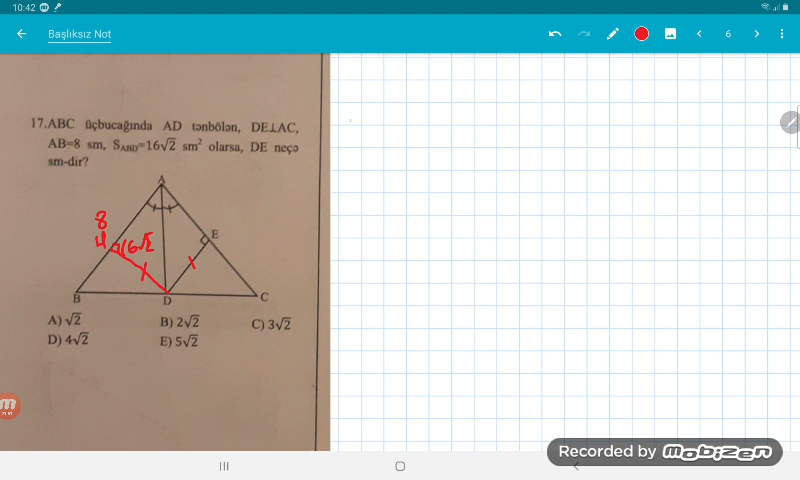 10:42
Başlıksız Not
6
17.ABC üçbucağında AD tənbölən, DE⊥AC,
AB=8 sm, S_ABD=16√2 sm² olarsa, DE neçə
sm-dir?
A
8
H
16√2
E
x
x
B
D
C
A) √2
B) 2√2
C) 3√2
D) 4√2
E) 5√2
Recorded by mobizen